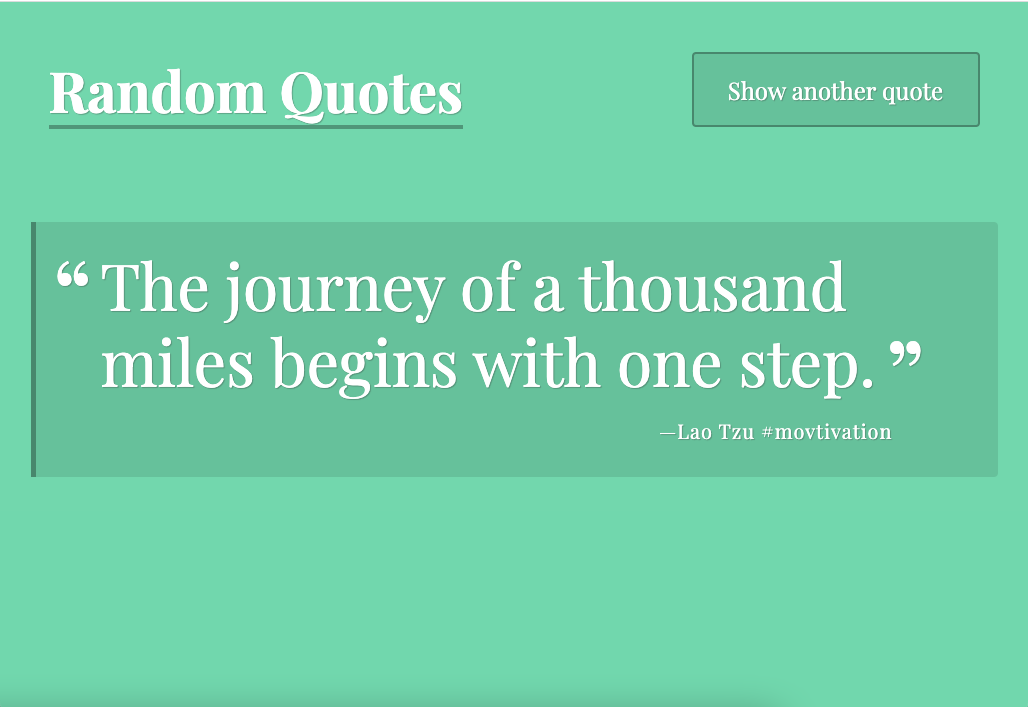 Random Quotes
Show another quote
“The journey of a thousand
miles begins with one step.”
—Lao Tzu #movtivation